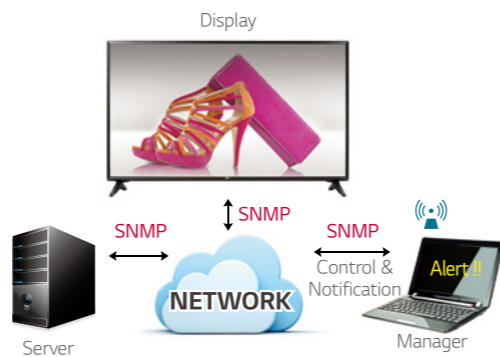 Display
SNMP
SNMP
SNMP
Control &
Notification
NETWORK
Alert !!
Server
Manager